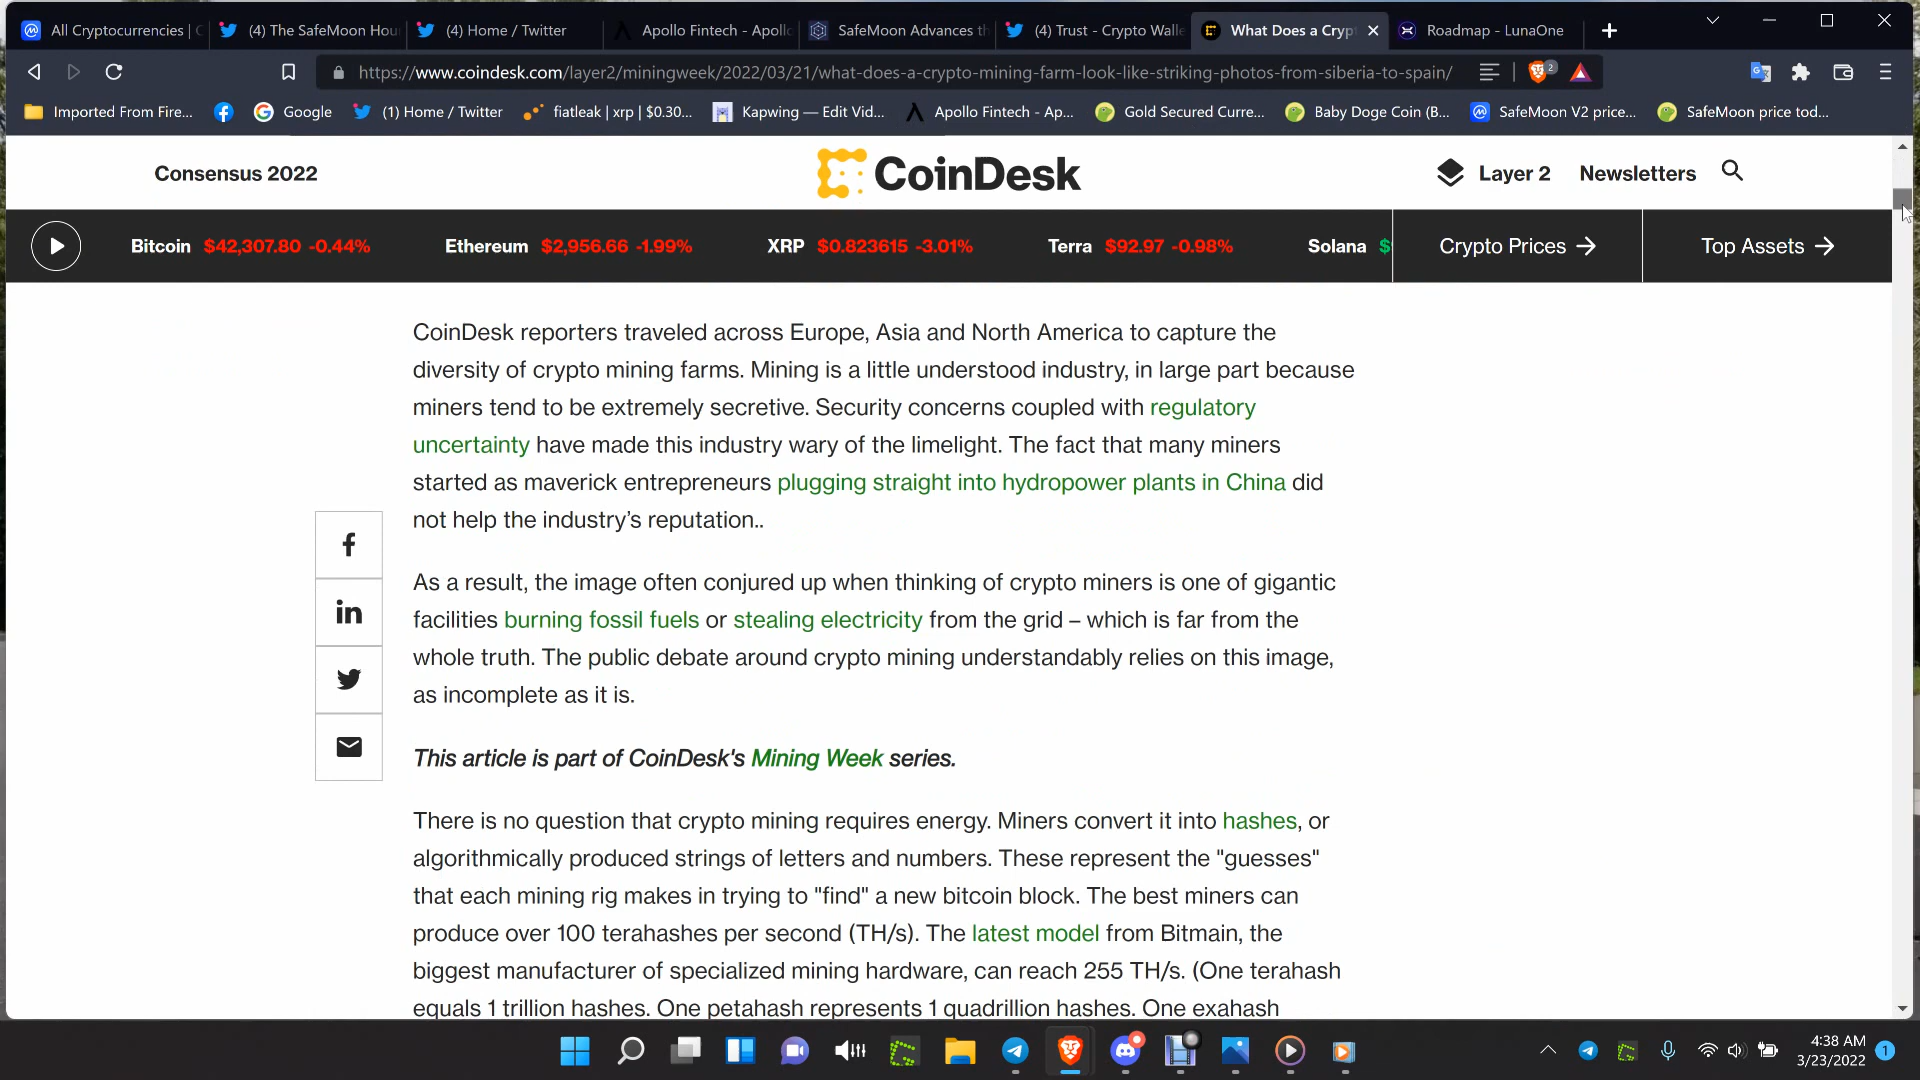 All Cryptocurrencies | C
(4) The SafeMoon Hou
(4) Home / Twitter
Apollo Fintech - Apollo
SafeMoon Advances th
(4) Trust - Crypto Walle
What Does a Cryp
Roadmap - LunaOne
https://www.coindesk.com/layer2/miningweek/2022/03/21/what-does-a-crypto-mining-farm-look-like-striking-photos-from-siberia-to-spain/
2
Imported From Fire...
Google
(1) Home / Twitter
fiatleak | xrp | $0.30...
Kapwing — Edit Vid...
Apollo Fintech - Ap...
Gold Secured Curre...
Baby Doge Coin (B...
SafeMoon V2 price...
SafeMoon price tod...
Consensus 2022
CoinDesk
Layer 2
Newsletters
Bitcoin $42,307.80 -0.44%
Ethereum $2,956.66 -1.99%
XRP $0.823615 -3.01%
Terra $92.97 -0.98%
Solana $
Crypto Prices →
Top Assets →
CoinDesk reporters traveled across Europe, Asia and North America to capture the
diversity of crypto mining farms. Mining is a little understood industry, in large part because
miners tend to be extremely secretive. Security concerns coupled with regulatory
uncertainty have made this industry wary of the limelight. The fact that many miners
started as maverick entrepreneurs plugging straight into hydropower plants in China did
not help the industry’s reputation..
As a result, the image often conjured up when thinking of crypto miners is one of gigantic
facilities burning fossil fuels or stealing electricity from the grid – which is far from the
whole truth. The public debate around crypto mining understandably relies on this image,
as incomplete as it is.
This article is part of CoinDesk's Mining Week series.
There is no question that crypto mining requires energy. Miners convert it into hashes, or
algorithmically produced strings of letters and numbers. These represent the "guesses"
that each mining rig makes in trying to "find" a new bitcoin block. The best miners can
produce over 100 terahashes per second (TH/s). The latest model from Bitmain, the
biggest manufacturer of specialized mining hardware, can reach 255 TH/s. (One terahash
equals 1 trillion hashes. One petahash represents 1 quadrillion hashes. One exahash
4:38 AM
3/23/2022
1